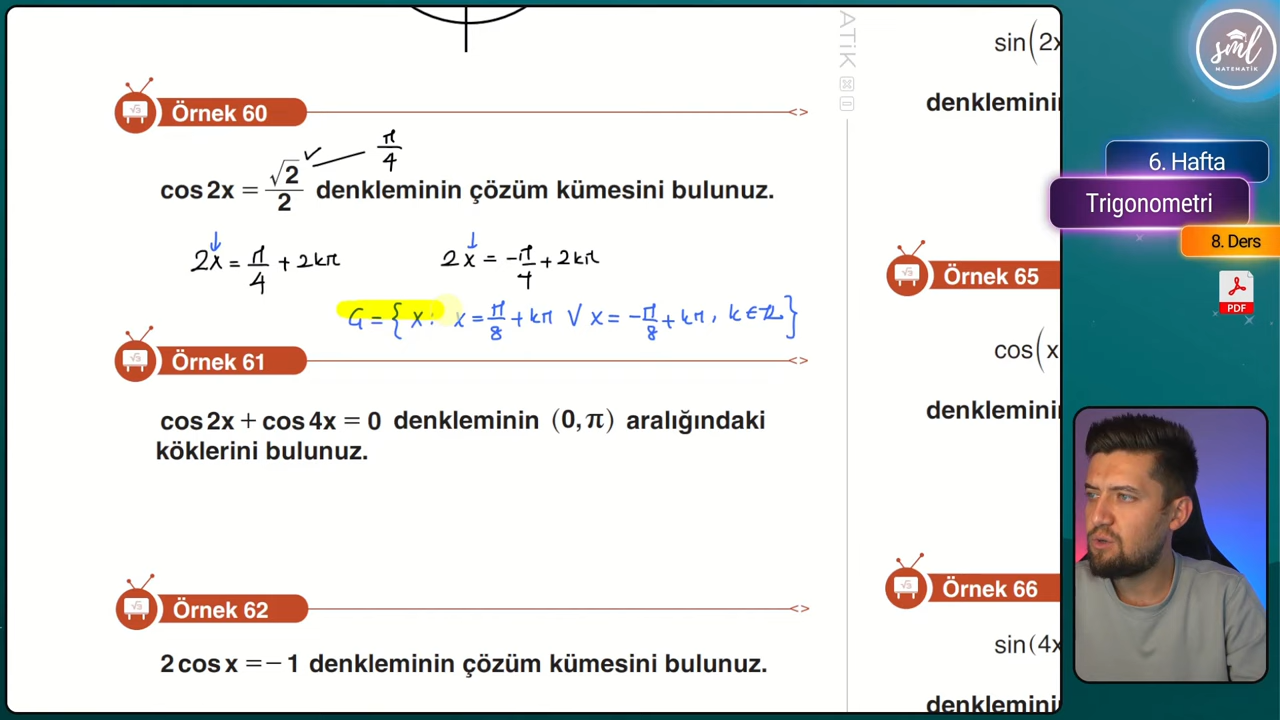 ATİK
Örnek 60
π/4
cos 2x = √2/2 denkleminin çözüm kümesini bulunuz.
2x = π/4 + 2kπ
2x = -π/4 + 2kπ
Ç = { x: x = π/8 + kπ V x = -π/8 + kπ, k ∈ Z }
Örnek 61
cos 2x + cos 4x = 0 denkleminin (0, π) aralığındaki
köklerini bulunuz.
Örnek 62
2 cos x = - 1 denkleminin çözüm kümesini bulunuz.
sin(2x
denklemini
Örnek 65
cos(x
denklemini
Örnek 66
sin(4x
denklemini
sml
MATEMATİK
6. Hafta
Trigonometri
8. Ders
PDF